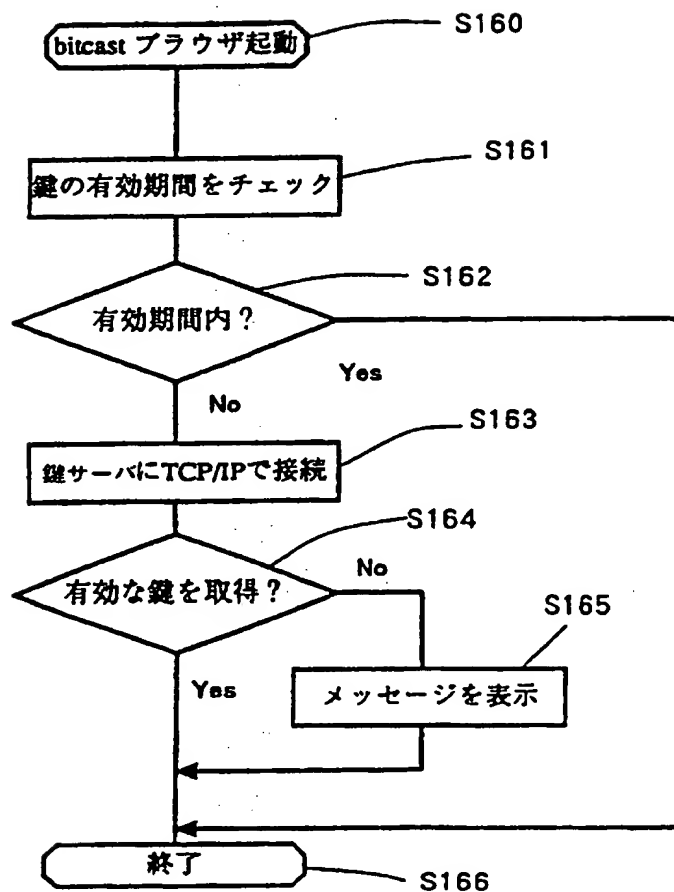 bitcast ブラウザ起動
S160
鍵の有効期間をチェック
S161
有効期間内？
S162
Yes
No
鍵サーバにTCP/IPで接続
S163
有効な鍵を取得？
S164
No
S165
メッセージを表示
Yes
終了
S166